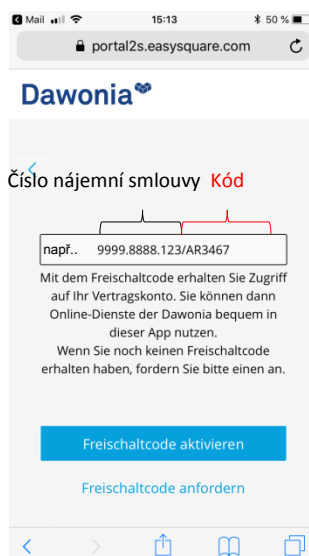 Mail 15:13 50 %
portal2s.easysquare.com
Dawonia
Číslo nájemní smlouvy Kód
např.. 9999.8888.123/AR3467
Mit dem Freischaltcode erhalten Sie Zugriff
auf Ihr Vertragskonto. Sie können dann
Online-Dienste der Dawonia bequem in
dieser App nutzen.
Wenn Sie noch keinen Freischaltcode
erhalten haben, fordern Sie bitte einen an.
Freischaltcode aktivieren
Freischaltcode anfordern